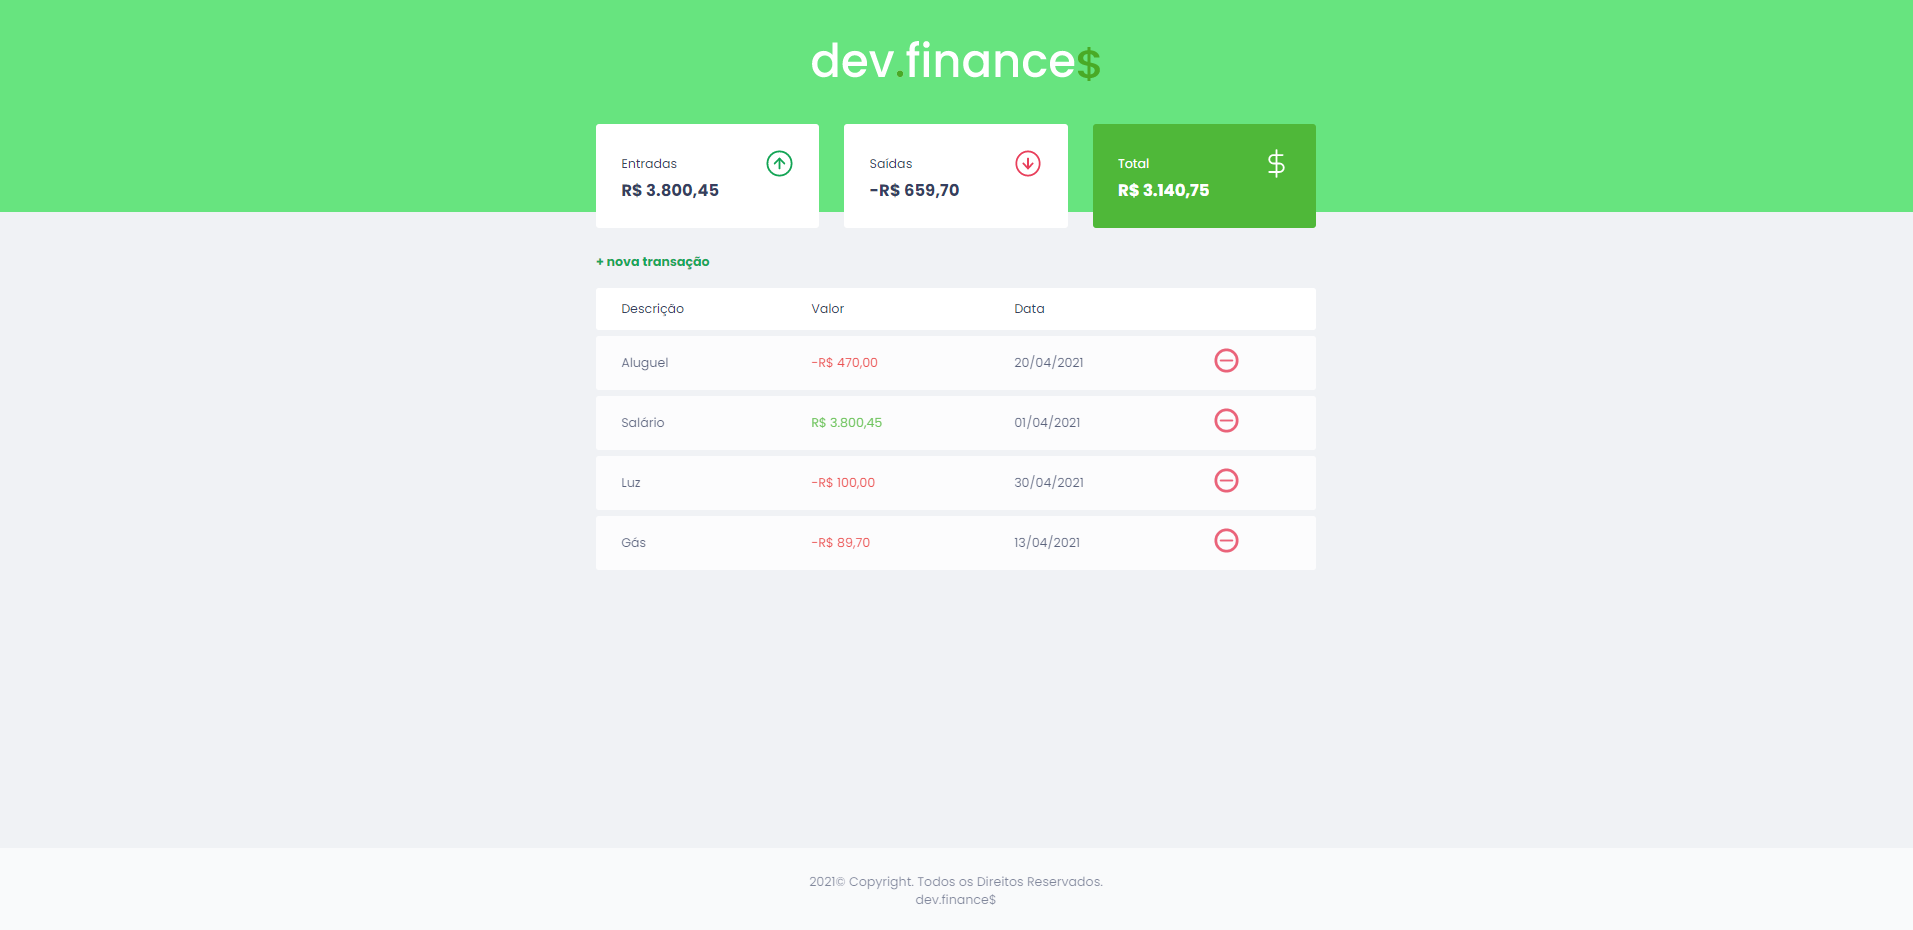 dev.finance$
Entradas
R$ 3.800,45
Saídas
-R$ 659,70
Total
R$ 3.140,75
+ nova transação
Descrição Valor Data
Aluguel -R$ 470,00 20/04/2021
Salário R$ 3.800,45 01/04/2021
Luz -R$ 100,00 30/04/2021
Gás -R$ 89,70 13/04/2021
2021© Copyright. Todos os Direitos Reservados.
dev.finance$